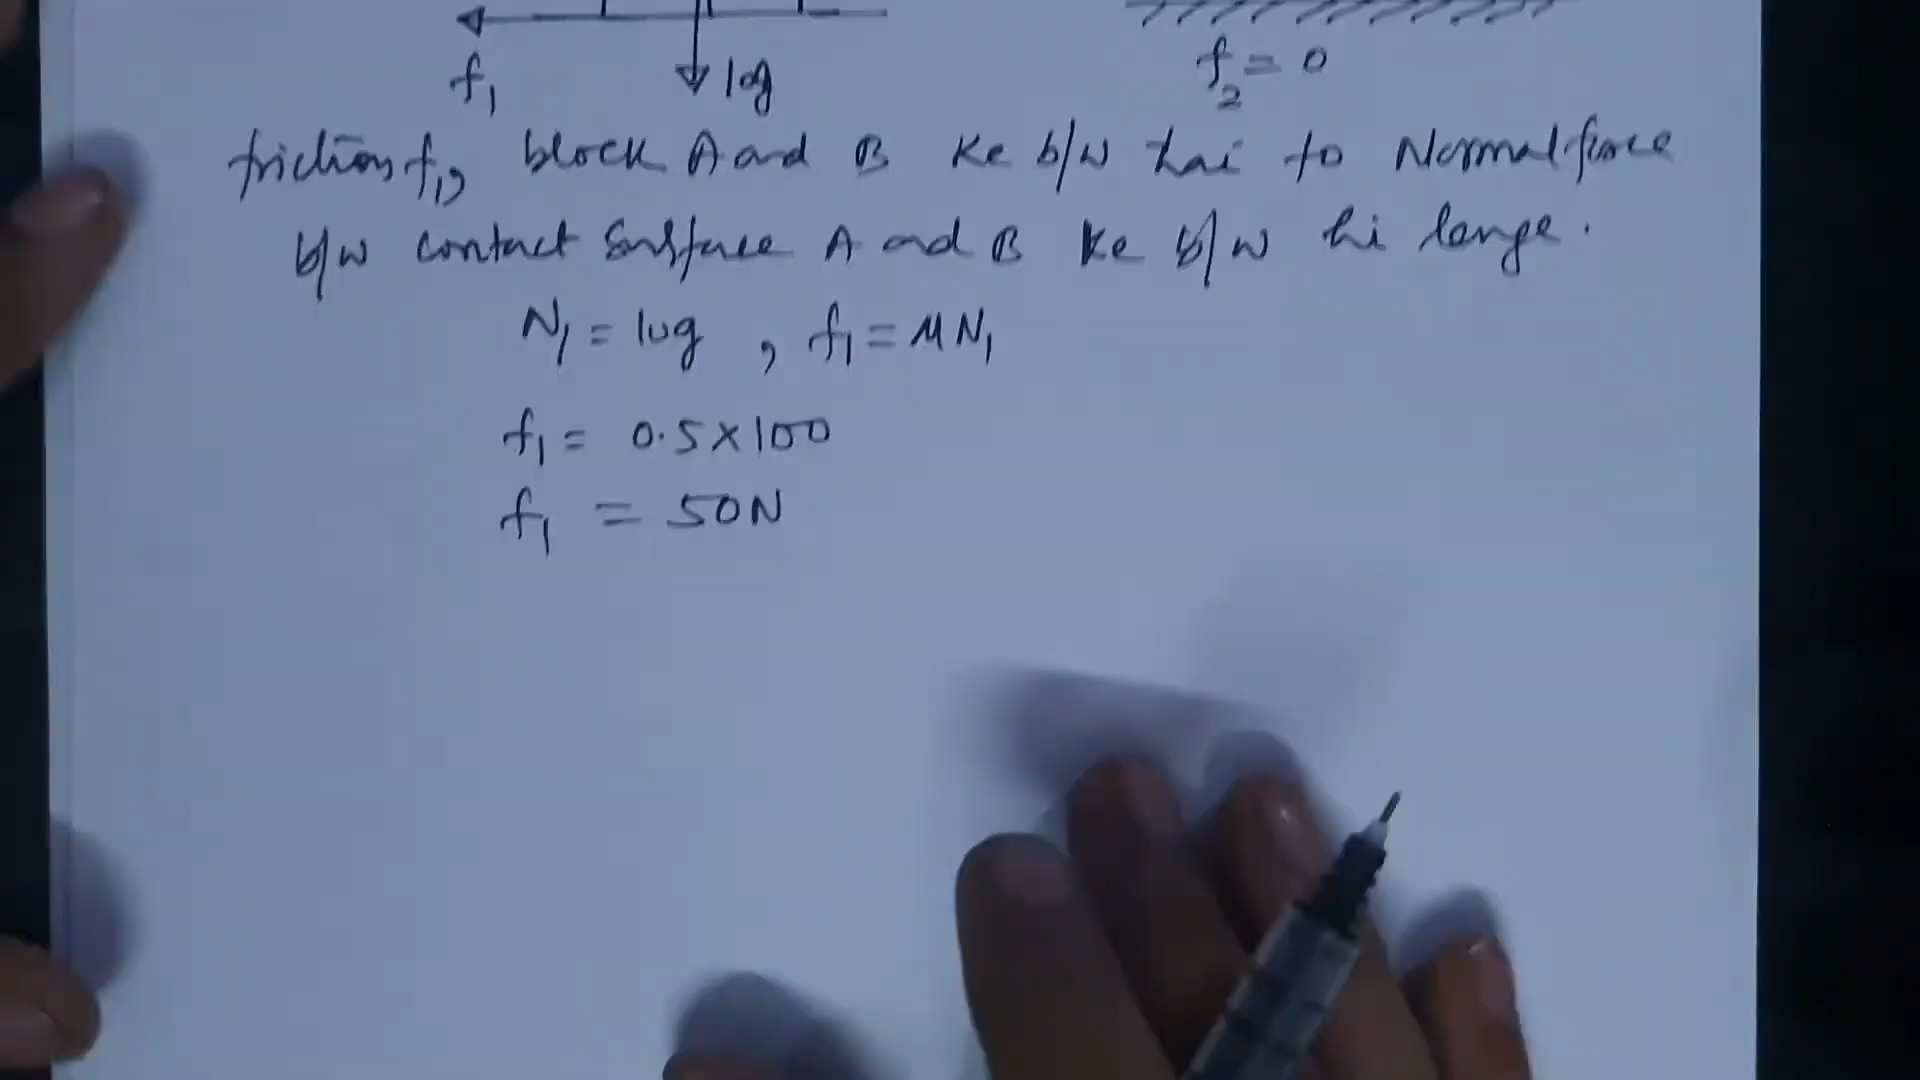 f₁ 10g f₂ = 0
friction f₁, block A and B ke b/w hai to Normal force
b/w contact Surface A and B ke b/w hi lenge.
N₁ = 10g , f₁ = μN₁
f₁ = 0.5 × 100
f₁ = 50N